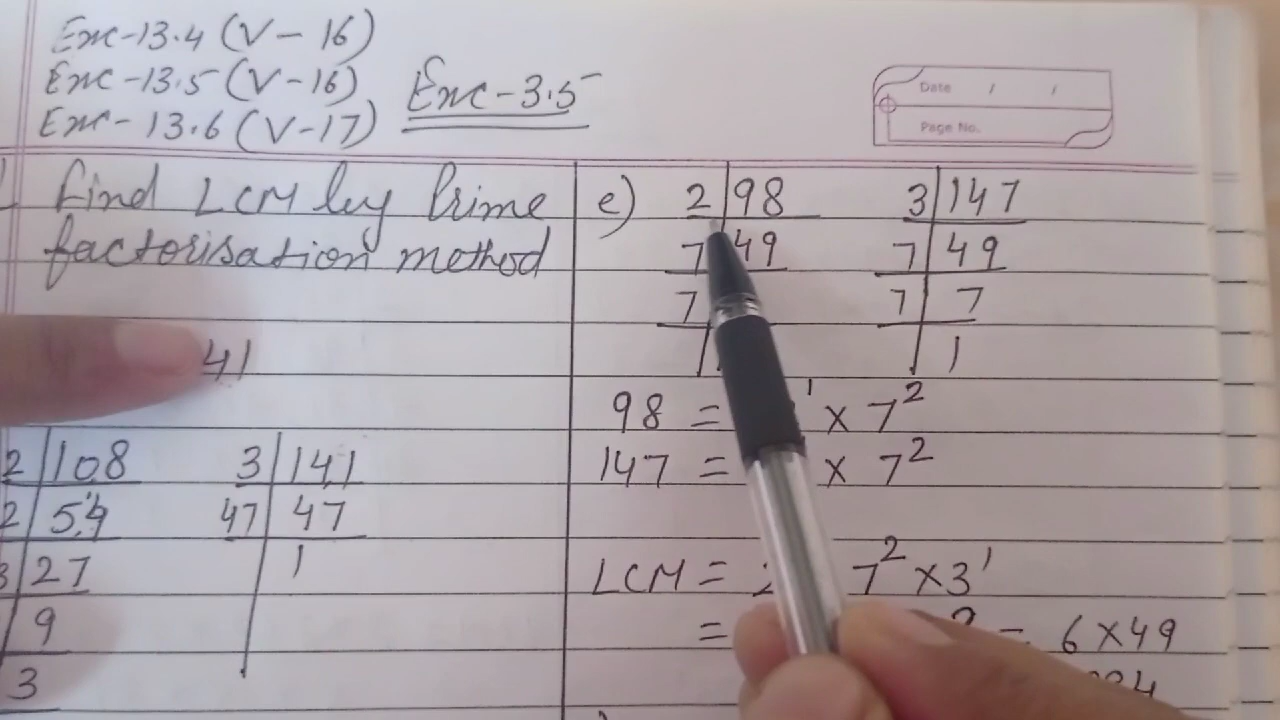 Exc-13.4 (V-16)
Exc-13.5 (V-16)
Exc-13.6 (V-17)
Exc-3.5
Date / /
Page No.
Find LCM by Prime
factorisation method
41
2 108
2 54
3 27
9
3
3 141
47 47
1
e) 2 98
7 49
7
3 147
7 49
7 7
1
98 = ¹ × 7²
147 = × 7²
LCM = 7² × 3¹
= = 6 × 49